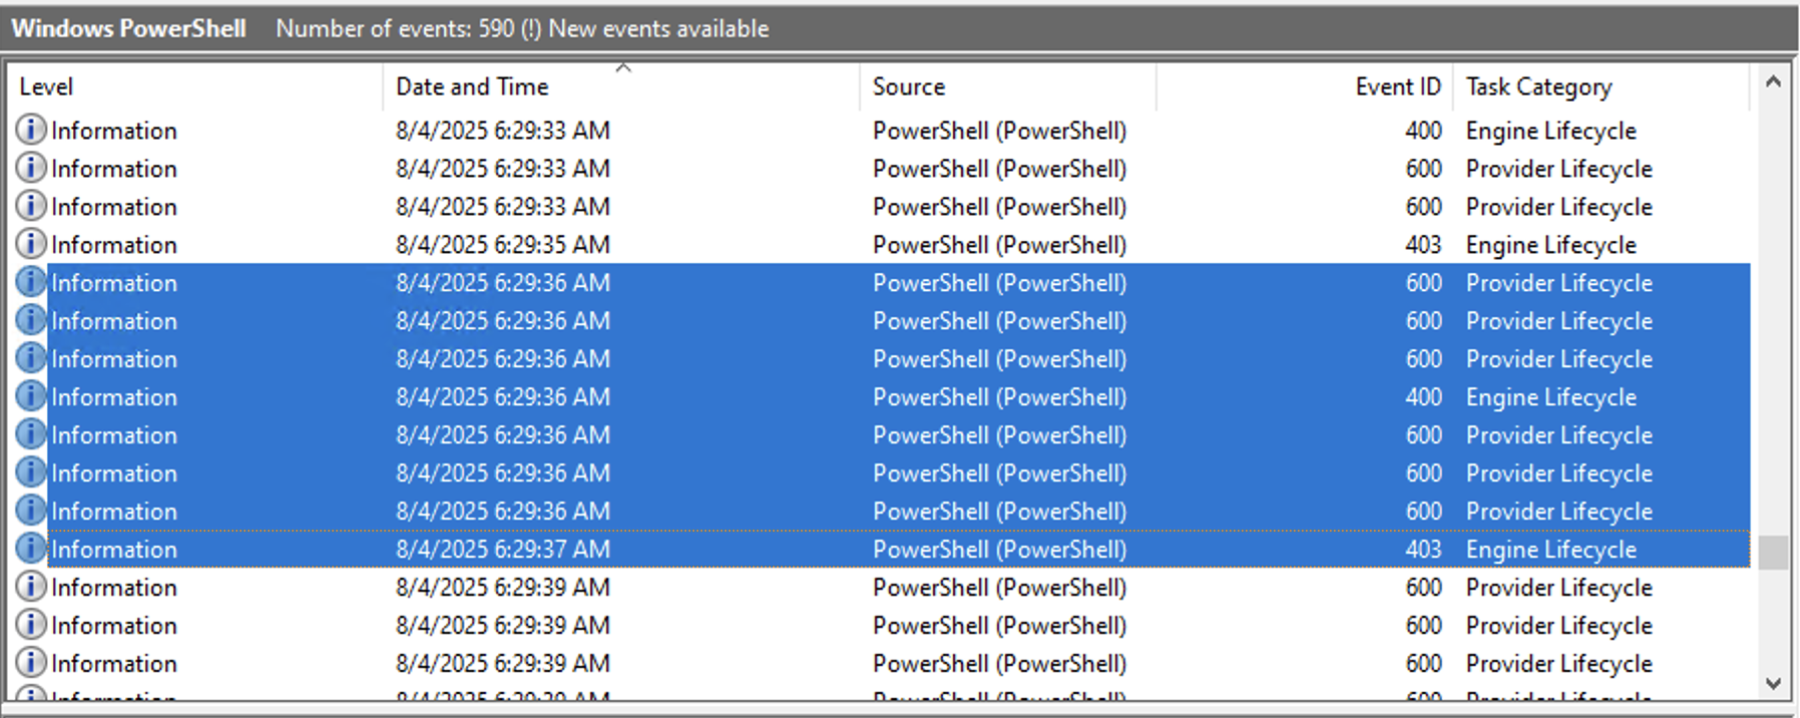 Windows PowerShell Number of events: 590 (!) New events available
Level Date and Time Source Event ID Task Category
Information 8/4/2025 6:29:33 AM PowerShell (PowerShell) 400 Engine Lifecycle
Information 8/4/2025 6:29:33 AM PowerShell (PowerShell) 600 Provider Lifecycle
Information 8/4/2025 6:29:33 AM PowerShell (PowerShell) 600 Provider Lifecycle
Information 8/4/2025 6:29:35 AM PowerShell (PowerShell) 403 Engine Lifecycle
Information 8/4/2025 6:29:36 AM PowerShell (PowerShell) 600 Provider Lifecycle
Information 8/4/2025 6:29:36 AM PowerShell (PowerShell) 600 Provider Lifecycle
Information 8/4/2025 6:29:36 AM PowerShell (PowerShell) 600 Provider Lifecycle
Information 8/4/2025 6:29:36 AM PowerShell (PowerShell) 400 Engine Lifecycle
Information 8/4/2025 6:29:36 AM PowerShell (PowerShell) 600 Provider Lifecycle
Information 8/4/2025 6:29:36 AM PowerShell (PowerShell) 600 Provider Lifecycle
Information 8/4/2025 6:29:36 AM PowerShell (PowerShell) 600 Provider Lifecycle
Information 8/4/2025 6:29:37 AM PowerShell (PowerShell) 403 Engine Lifecycle
Information 8/4/2025 6:29:39 AM PowerShell (PowerShell) 600 Provider Lifecycle
Information 8/4/2025 6:29:39 AM PowerShell (PowerShell) 600 Provider Lifecycle
Information 8/4/2025 6:29:39 AM PowerShell (PowerShell) 600 Provider Lifecycle